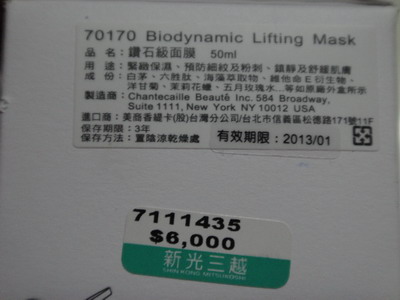 70170 Biodynamic Lifting Mask
品 名：鑽石級面膜 50ml
用 途：緊緻保濕、預防細紋及粉刺、鎮靜及舒緩肌膚
成 份：白茅、六胜肽、海藻萃取物、維他命E衍生物、
洋甘菊、茉莉花蠟、五月玫瑰水...等如原廠外盒所示
製造商：Chantecaille Beauté Inc. 584 Broadway,
Suite 1111, New York NY 10012 USA
進口商：美商香緹卡(股)台灣分公司/台北市信義區松德路171號11F
保存期限：3年
保存方法：置陰涼乾燥處
有效期限：2013/01
7111435
$6,000
新光三越
SHIN KONG MITSUKOSHI